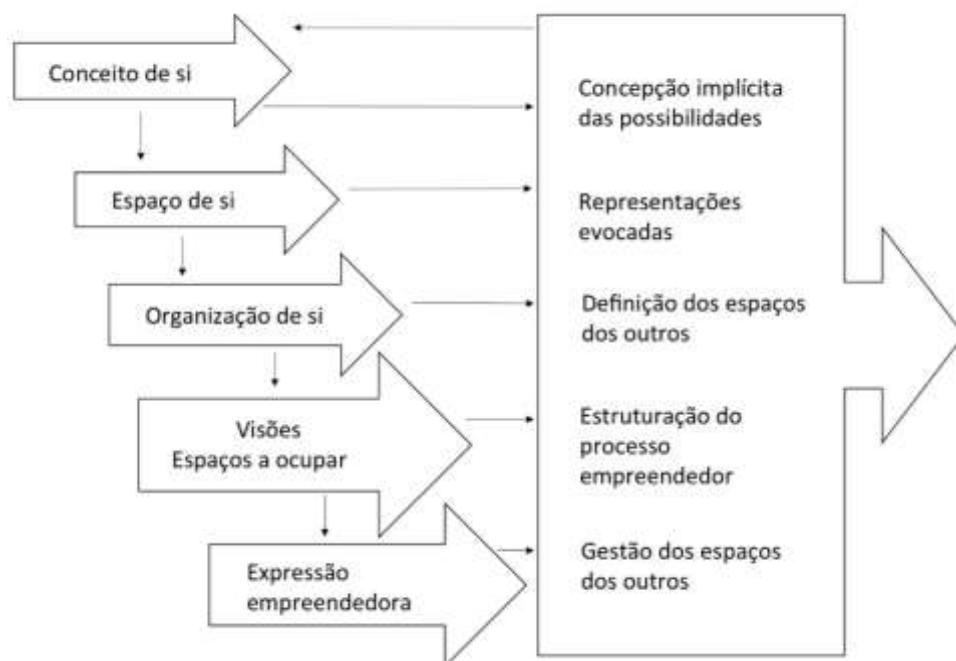 Conceito de si
Espaço de si
Organização de si
Visões
Espaços a ocupar
Expressão
empreendedora
Concepção implícita
das possibilidades
Representações
evocadas
Definição dos espaços
dos outros
Estruturação do
processo
empreendedor
Gestão dos espaços
dos outros